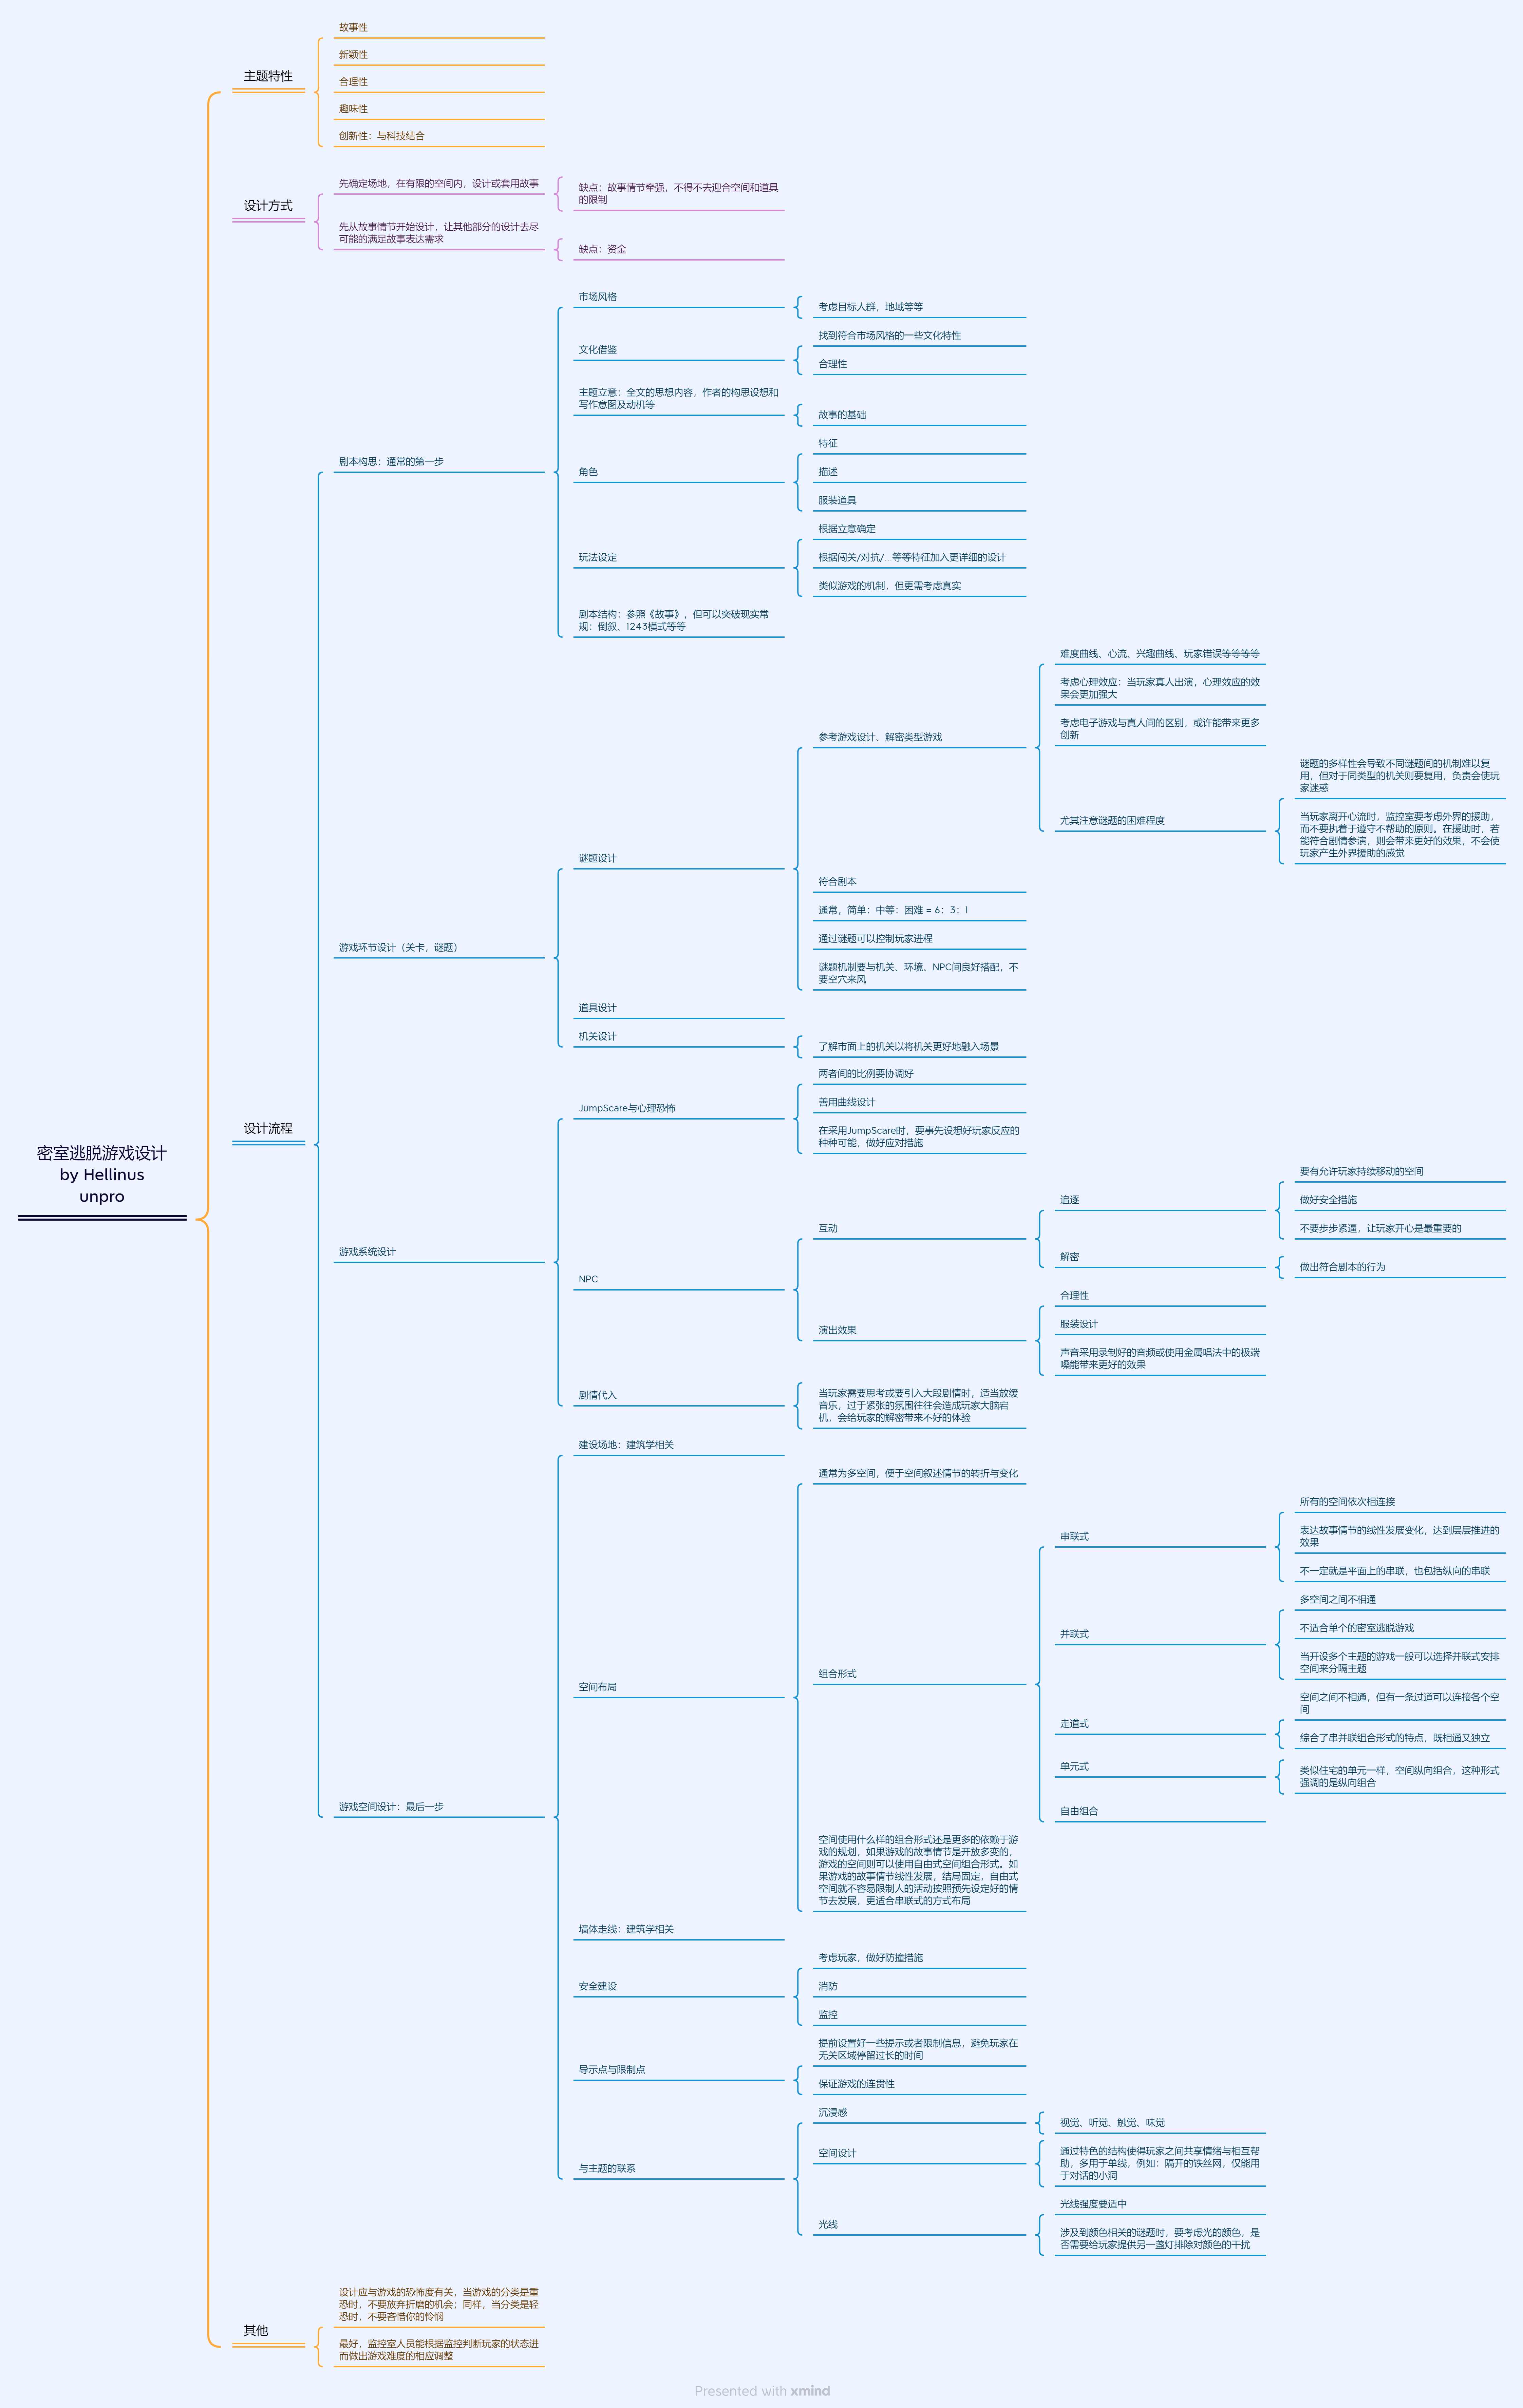 密室逃脱游戏设计
by Hellinus
unpro
主题特性
故事性
新颖性
合理性
趣味性
创新性：与科技结合
设计方式
先确定场地，在有限的空间内，设计或套用故事
缺点：故事情节牵强，不得不去迎合空间和道具
的限制
先从故事情节开始设计，让其他部分的设计去尽
可能的满足故事表达需求
缺点：资金
设计流程
剧本构思：通常的第一步
市场风格
考虑目标人群，地域等等
文化借鉴
找到符合市场风格的一些文化特性
合理性
主题立意：全文的思想内容，作者的构思设想和
写作意图及动机等
故事的基础
角色
特征
描述
服装道具
玩法设定
根据立意确定
根据闯关/对抗/...等等特征加入更详细的设计
类似游戏的机制，但更需考虑真实
剧本结构：参照《故事》，但可以突破现实常
规：倒叙、1243模式等等
游戏环节设计（关卡，谜题）
谜题设计
参考游戏设计、解密类型游戏
难度曲线、心流、兴趣曲线、玩家错误等等等等
考虑心理效应：当玩家真人出演，心理效应的效
果会更加强大
考虑电子游戏与真人间的区别，或许能带来更多
创新
尤其注意谜题的困难程度
谜题的多样性会导致不同谜题间的机制难以复
用，但对于同类型的机关则要复用，负责会使玩
家迷惑
当玩家离开心流时，监控室要考虑外界的援助，
而不要执着于遵守不帮助的原则。在援助时，若
能符合剧情参演，则会带来更好的效果，不会使
玩家产生外界援助的感觉
符合剧本
通常，简单：中等：困难 = 6：3：1
通过谜题可以控制玩家进程
谜题机制要与机关、环境、NPC间良好搭配，不
要空穴来风
道具设计
机关设计
了解市面上的机关以将机关更好地融入场景
游戏系统设计
JumpScare与心理恐怖
两者间的比例要协调好
善用曲线设计
在采用JumpScare时，要事先设想好玩家反应的
种种可能，做好应对措施
NPC
互动
追逐
要有允许玩家持续移动的空间
做好安全措施
不要步步紧逼，让玩家开心是最重要的
解密
做出符合剧本的行为
演出效果
合理性
服装设计
声音采用录制好的音频或使用金属唱法中的极端
嗓能带来更好的效果
剧情代入
当玩家需要思考或要引入大段剧情时，适当放缓
音乐，过于紧张的氛围往往会造成玩家大脑宕
机，会给玩家的解密带来不好的体验
游戏空间设计：最后一步
建设场地：建筑学相关
空间布局
通常为多空间，便于空间叙述情节的转折与变化
组合形式
串联式
所有的空间依次相连接
表达故事情节的线性发展变化，达到层层推进的
效果
不一定就是平面上的串联，也包括纵向的串联
并联式
多空间之间不相通
不适合单个的密室逃脱游戏
当开设多个主题的游戏一般可以选择并联式安排
空间来分隔主题
走道式
空间之间不相通，但有一条过道可以连接各个空
间
综合了串并联组合形式的特点，既相通又独立
单元式
类似住宅的单元一样，空间纵向组合，这种形式
强调的是纵向组合
自由组合
空间使用什么样的组合形式还是更多的依赖于游
戏的规划，如果游戏的故事情节是开放多变的，
游戏的空间则可以使用自由式空间组合形式。如
果游戏的故事情节线性发展，结局固定，自由式
空间就不容易限制人的活动按照预先设定好的情
节去发展，更适合串联式的方式布局
墙体走线：建筑学相关
安全建设
考虑玩家，做好防撞措施
消防
监控
导示点与限制点
提前设置好一些提示或者限制信息，避免玩家在
无关区域停留过长的时间
保证游戏的连贯性
与主题的联系
沉浸感
视觉、听觉、触觉、味觉
空间设计
通过特色的结构使得玩家之间共享情绪与相互帮
助，多用于单线，例如：隔开的铁丝网，仅能用
于对话的小洞
光线
光线强度要适中
涉及到颜色相关的谜题时，要考虑光的颜色，是
否需要给玩家提供另一盏灯排除对颜色的干扰
其他
设计应与游戏的恐怖度有关，当游戏的分类是重
恐时，不要放弃折磨的机会；同样，当分类是轻
恐时，不要吝惜你的怜悯
最好，监控室人员能根据监控判断玩家的状态进
而做出游戏难度的相应调整
Presented with xmind